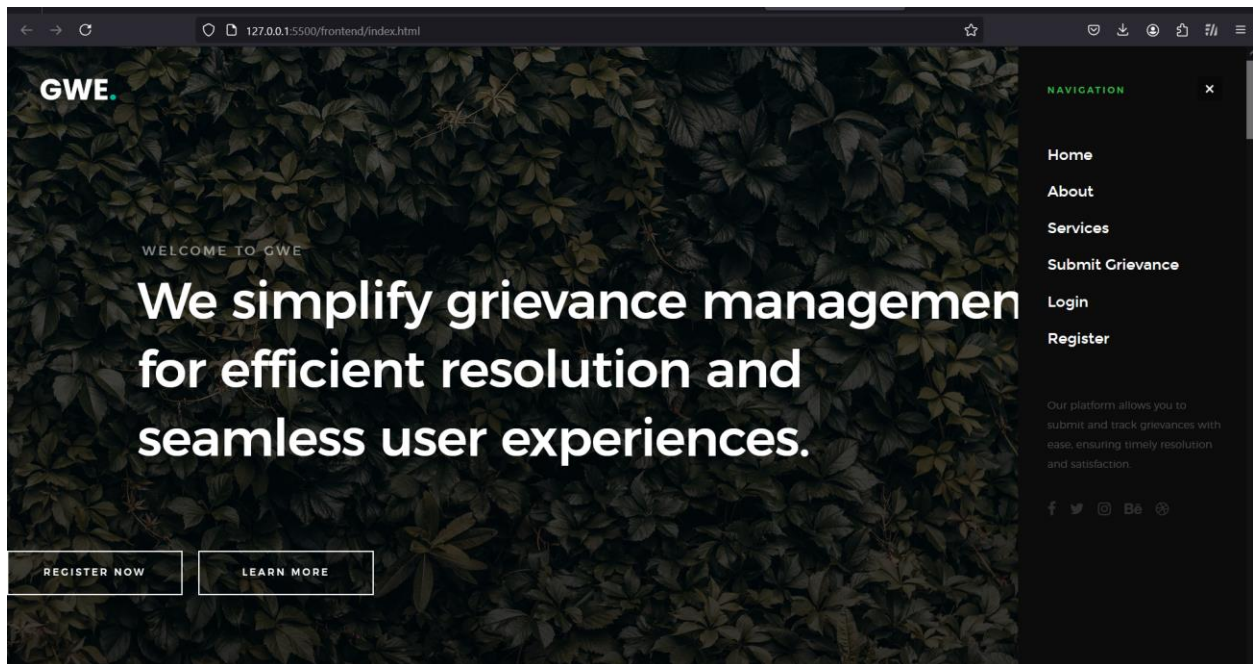 127.0.0.1:5500/frontend/index.html
GWE.
NAVIGATION
Home
About
Services
Submit Grievance
Login
Register
Our platform allows you to
submit and track grievances with
ease, ensuring timely resolution
and satisfaction.
Bē
WELCOME TO GWE
We simplify grievance managemen
for efficient resolution and
seamless user experiences.
REGISTER NOW
LEARN MORE